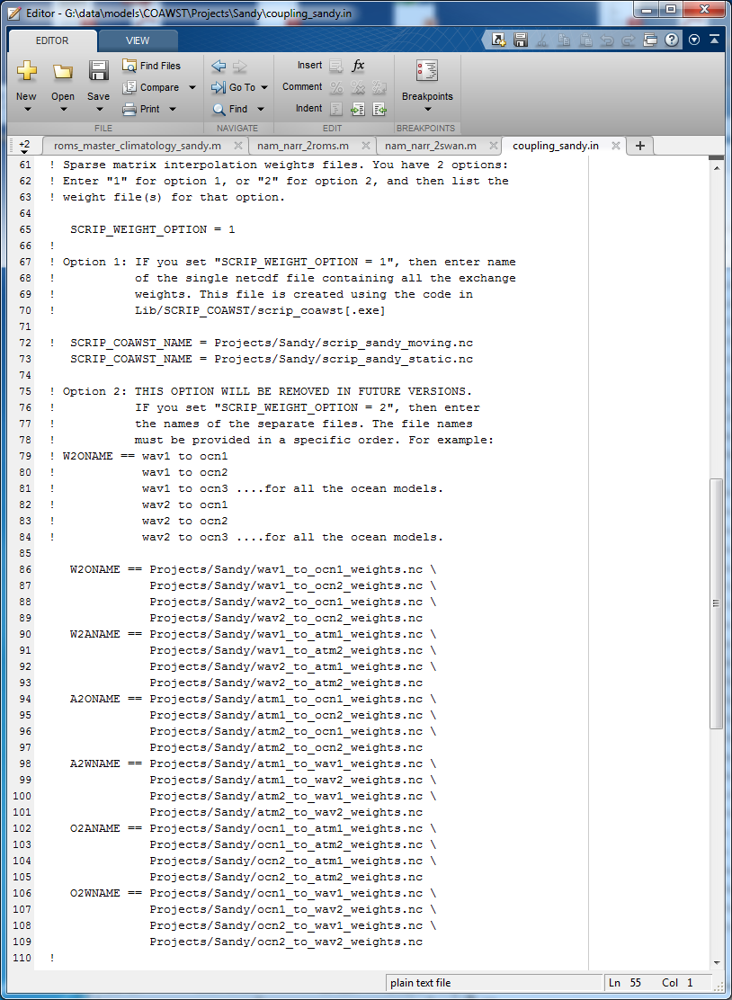 Editor - G:\data\models\COAWST\Projects\Sandy\coupling_sandy.in
EDITOR VIEW
New Open Save Find Files Compare Print
FILE
Go To Find
NAVIGATE
Insert fx
Comment
Indent
EDIT
Breakpoints
BREAKPOINTS
+2 roms_master_climatology_sandy.m nam_narr_2roms.m nam_narr_2swan.m coupling_sandy.in +
61 ! Sparse matrix interpolation weights files. You have 2 options:
62 ! Enter "1" for option 1, or "2" for option 2, and then list the
63 ! weight file(s) for that option.
64
65 SCRIP_WEIGHT_OPTION = 1
66 !
67 ! Option 1: IF you set "SCRIP_WEIGHT_OPTION = 1", then enter name
68 ! of the single netcdf file containing all the exchange
69 ! weights. This file is created using the code in
70 ! Lib/SCRIP_COAWST/scrip_coawst[.exe]
71
72 ! SCRIP_COAWST_NAME = Projects/Sandy/scrip_sandy_moving.nc
73 SCRIP_COAWST_NAME = Projects/Sandy/scrip_sandy_static.nc
74
75 ! Option 2: THIS OPTION WILL BE REMOVED IN FUTURE VERSIONS.
76 ! IF you set "SCRIP_WEIGHT_OPTION = 2", then enter
77 ! the names of the separate files. The file names
78 ! must be provided in a specific order. For example:
79 ! W2ONAME == wav1 to ocn1
80 ! wav1 to ocn2
81 ! wav1 to ocn3 ....for all the ocean models.
82 ! wav2 to ocn1
83 ! wav2 to ocn2
84 ! wav2 to ocn3 ....for all the ocean models.
85
86 W2ONAME == Projects/Sandy/wav1_to_ocn1_weights.nc \
87 Projects/Sandy/wav1_to_ocn2_weights.nc \
88 Projects/Sandy/wav2_to_ocn1_weights.nc \
89 Projects/Sandy/wav2_to_ocn2_weights.nc
90 W2ANAME == Projects/Sandy/wav1_to_atm1_weights.nc \
91 Projects/Sandy/wav1_to_atm2_weights.nc \
92 Projects/Sandy/wav2_to_atm1_weights.nc \
93 Projects/Sandy/wav2_to_atm2_weights.nc
94 A2ONAME == Projects/Sandy/atm1_to_ocn1_weights.nc \
95 Projects/Sandy/atm1_to_ocn2_weights.nc \
96 Projects/Sandy/atm2_to_ocn1_weights.nc \
97 Projects/Sandy/atm2_to_ocn2_weights.nc
98 A2WNAME == Projects/Sandy/atm1_to_wav1_weights.nc \
99 Projects/Sandy/atm1_to_wav2_weights.nc \
100 Projects/Sandy/atm2_to_wav1_weights.nc \
101 Projects/Sandy/atm2_to_wav2_weights.nc
102 O2ANAME == Projects/Sandy/ocn1_to_atm1_weights.nc \
103 Projects/Sandy/ocn1_to_atm2_weights.nc \
104 Projects/Sandy/ocn2_to_atm1_weights.nc \
105 Projects/Sandy/ocn2_to_atm2_weights.nc
106 O2WNAME == Projects/Sandy/ocn1_to_wav1_weights.nc \
107 Projects/Sandy/ocn1_to_wav2_weights.nc \
108 Projects/Sandy/ocn2_to_wav1_weights.nc \
109 Projects/Sandy/ocn2_to_wav2_weights.nc
110 !
plain text file Ln 55 Col 1